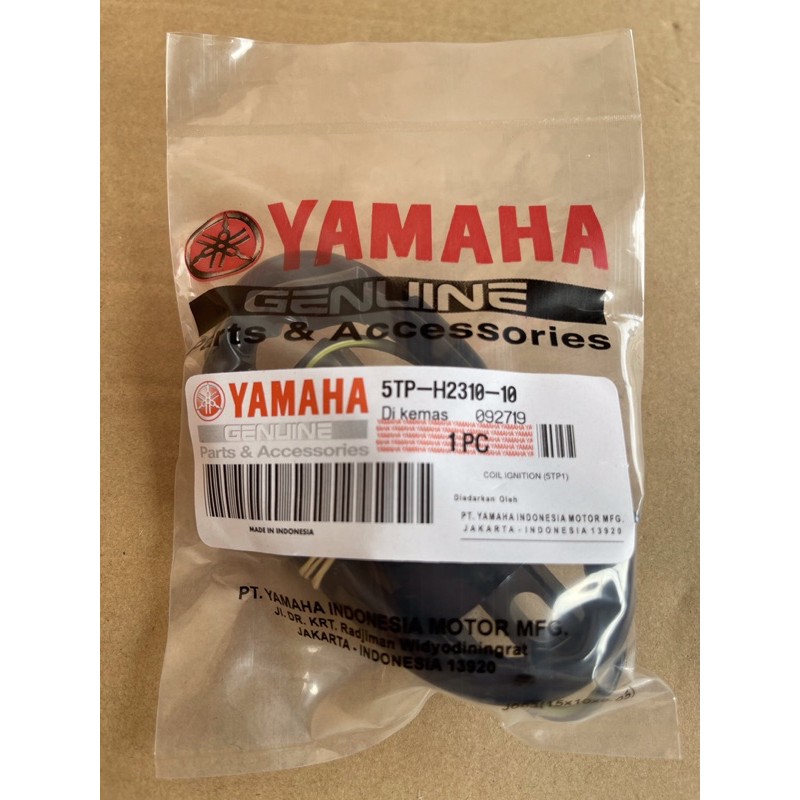 YAMAHA
GENUINE
Parts & Accessories
YAMAHA
GENUINE
Parts & Accessories
MADE IN INDONESIA
5TP-H2310-10
Di kemas 092719
1 PC
COIL IGNITION (5TP1)
Diedarkan Oleh
PT. YAMAHA INDONESIA MOTOR MFG.
JAKARTA - INDONESIA 13920
PT. YAMAHA INDONESIA MOTOR MFG.
Jl. DR. KRT. Radjiman Widyodiningrat
JAKARTA - INDONESIA 13920